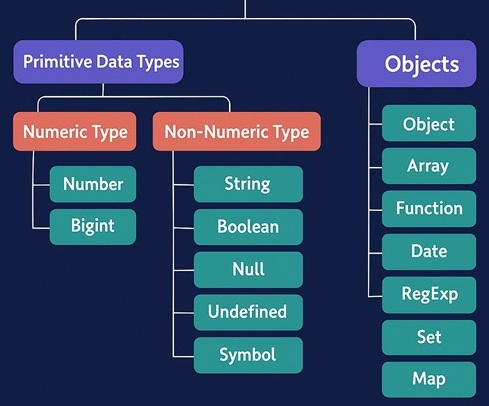 Primitive Data Types
Objects
Numeric Type
Non-Numeric Type
Number
Bigint
String
Boolean
Null
Undefined
Symbol
Object
Array
Function
Date
RegExp
Set
Map